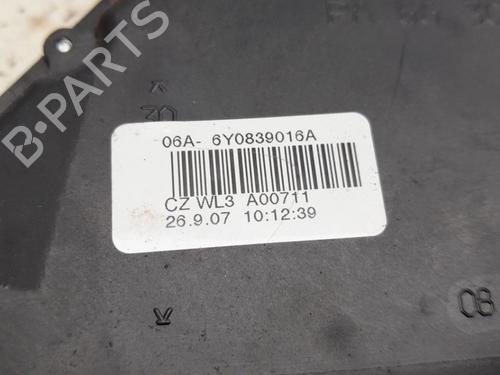 06A- 6Y0839016A
CZ WL3 A00711
26.9.07 10:12:39
08
B-PARTS